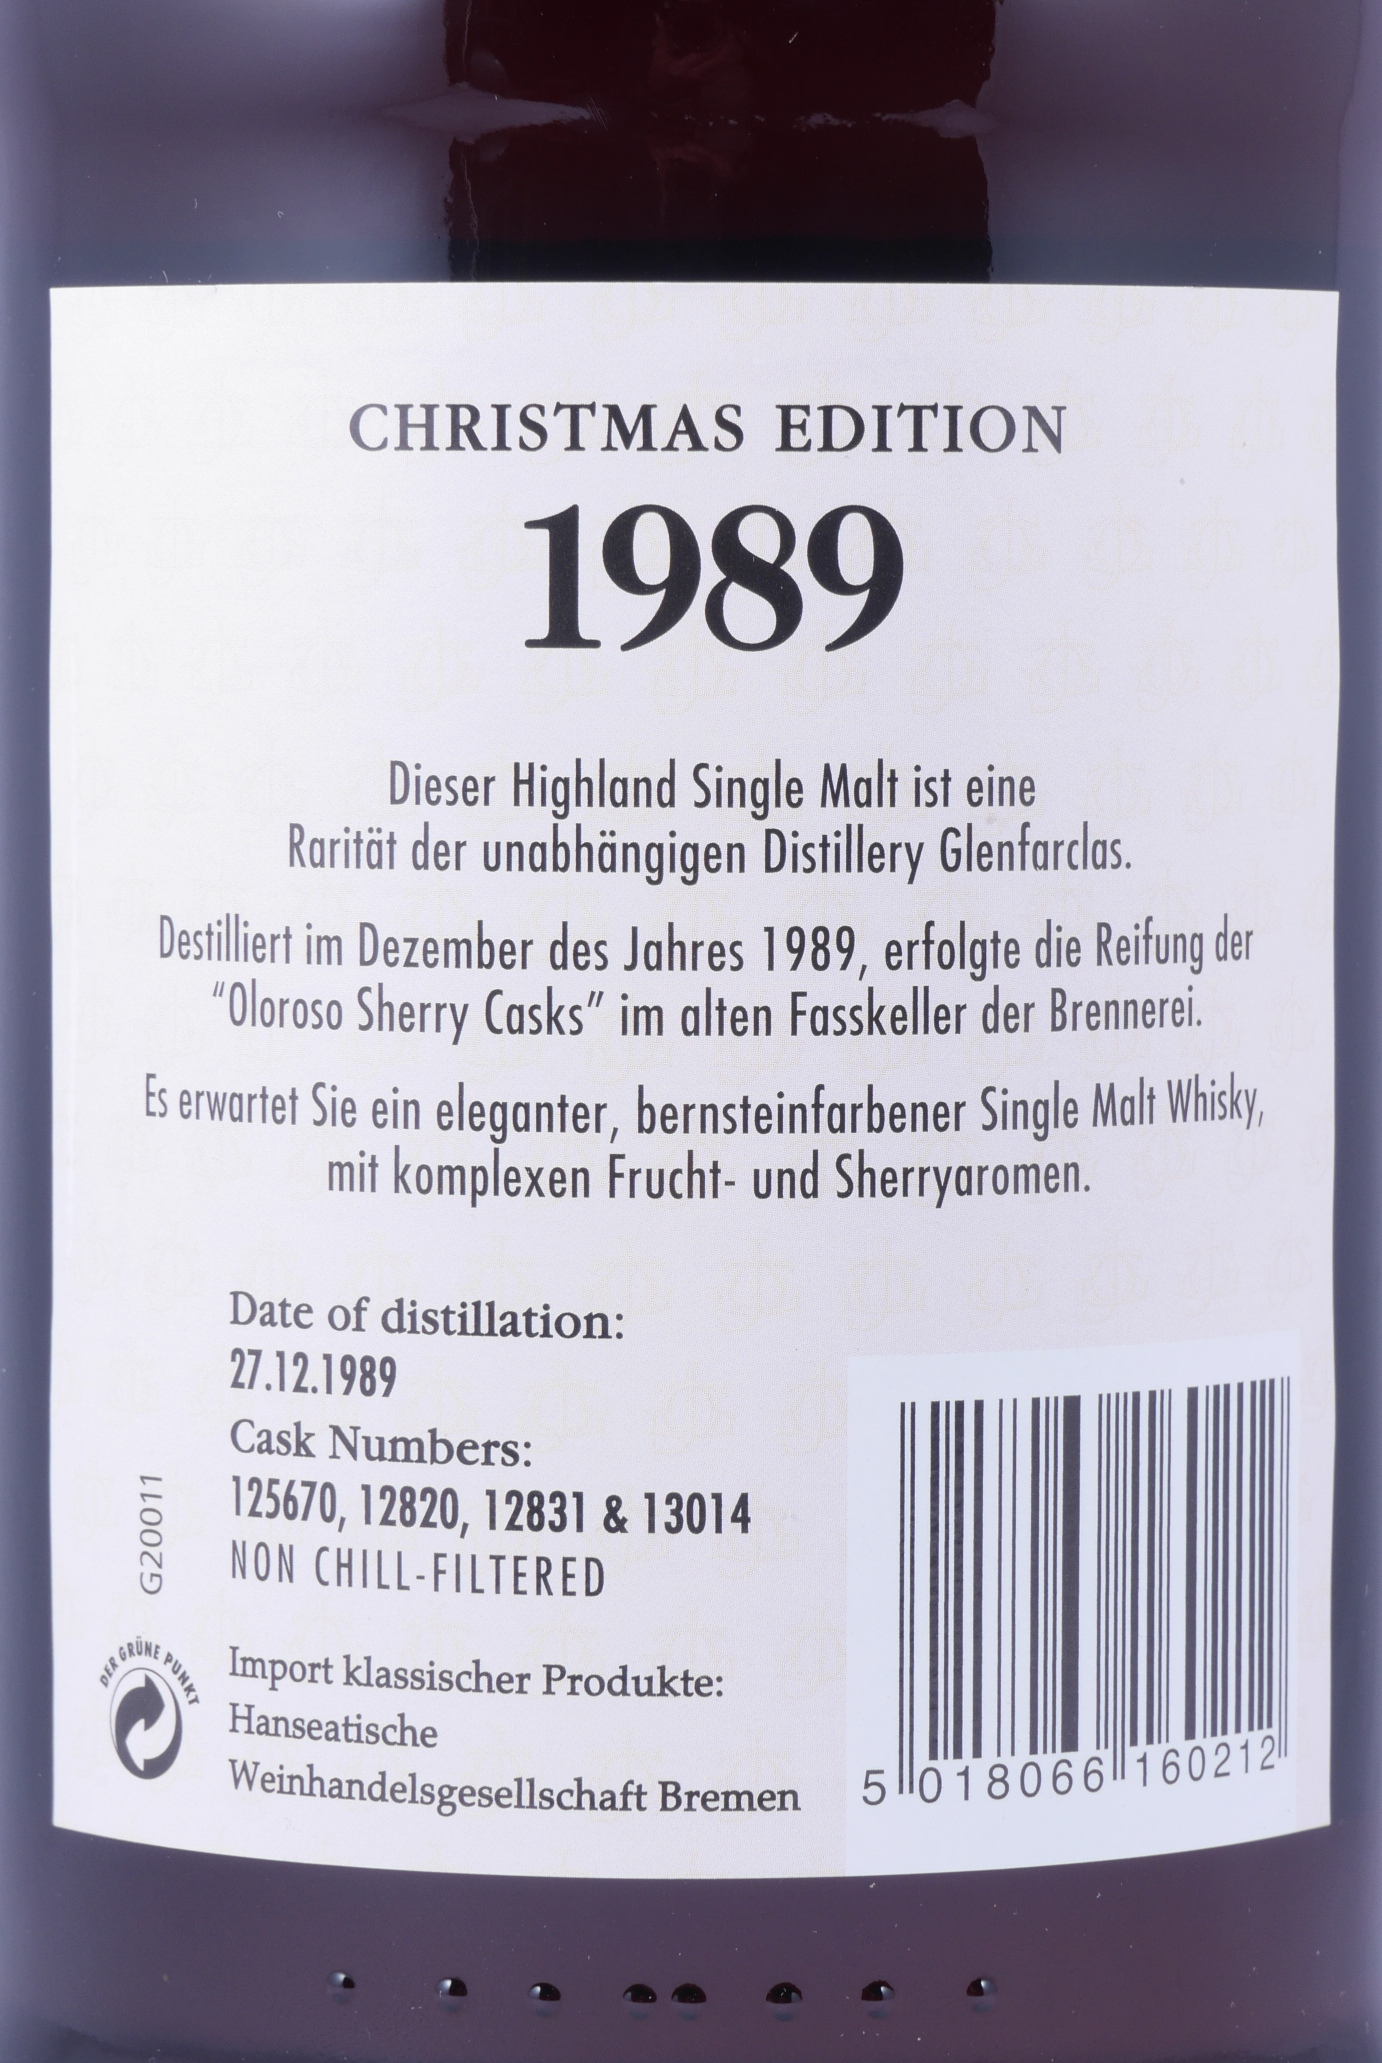 CHRISTMAS EDITION
1989
Dieser Highland Single Malt ist eine
Rarität der unabhängigen Distillery Glenfarclas.
Destilliert im Dezember des Jahres 1989, erfolgte die Reifung der
“Oloroso Sherry Casks” im alten Fasskeller der Brennerei.
Es erwartet Sie ein eleganter, bernsteinfarbener Single Malt Whisky,
mit komplexen Frucht- und Sherryaromen.
Date of distillation:
27.12.1989
Cask Numbers:
125670, 12820, 12831 & 13014
NON CHILL-FILTERED
G20011
DER GRÜNE PUNKT
Import klassischer Produkte:
Hanseatische
Weinhandelsgesellschaft Bremen
5 018066 160212